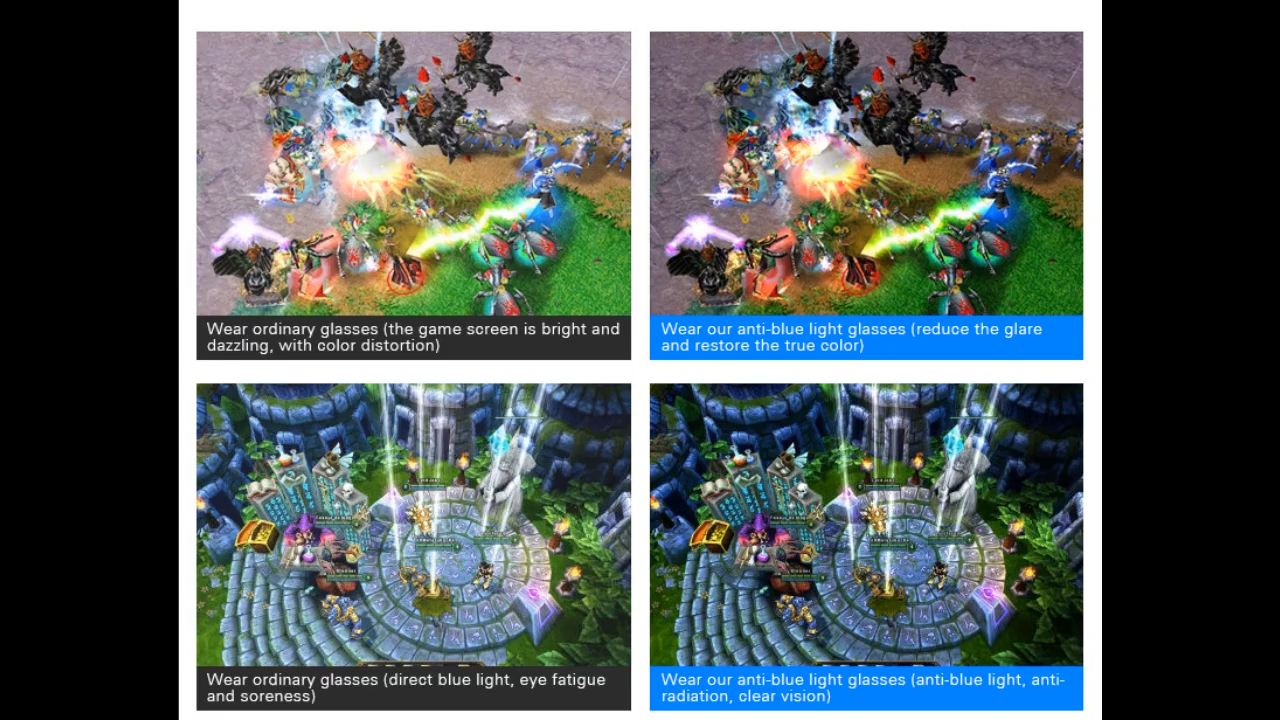 Wear ordinary glasses (the game screen is bright and
dazzling, with color distortion)
Wear our anti-blue light glasses (reduce the glare
and restore the true color)
Wear ordinary glasses (direct blue light, eye fatigue
and soreness)
Wear our anti-blue light glasses (anti-blue light, anti-
radiation, clear vision)